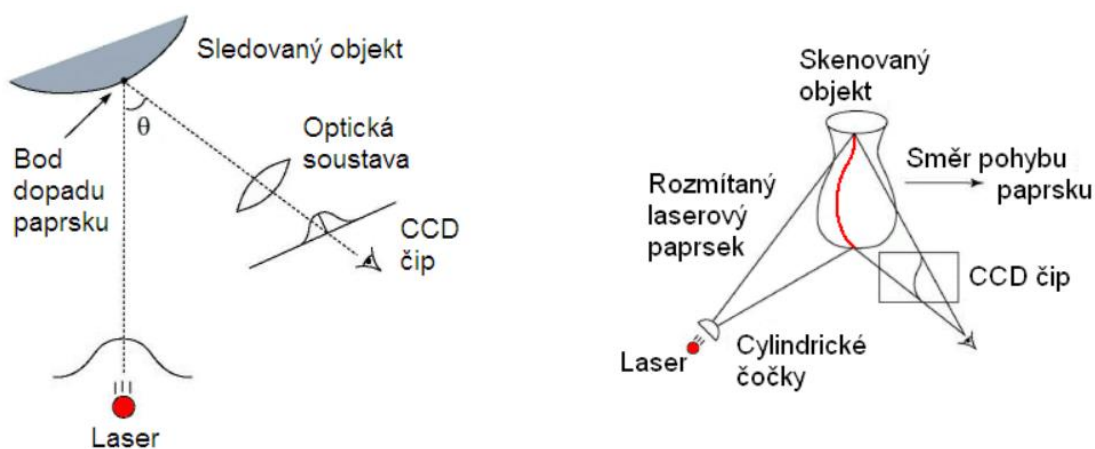 Sledovaný objekt
θ
Optická
soustava
Bod
dopadu
paprsku
CCD
čip
Laser
Skenovaný
objekt
Směr pohybu
paprsku
Rozmítaný
laserový
paprsek
CCD čip
Laser
Cylindrické
čočky